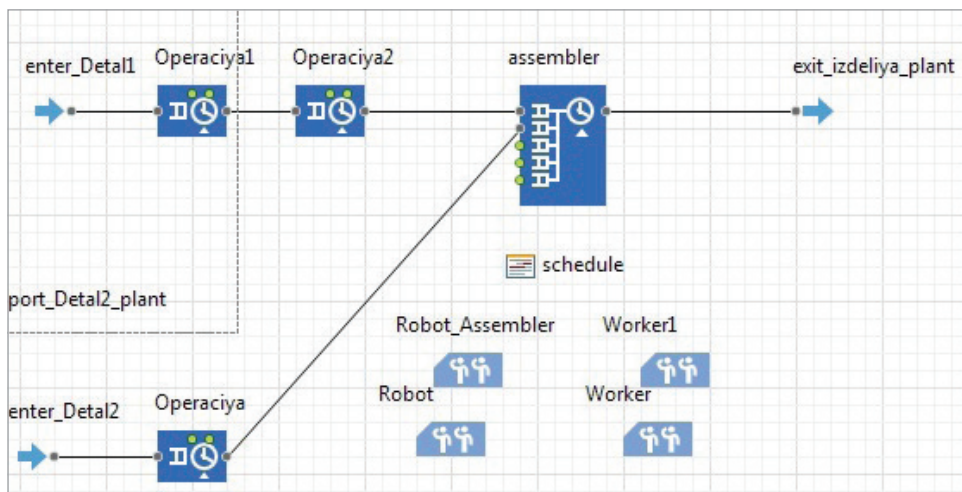 enter_Detal1
Operaciya1
Operaciya2
assembler
exit_izdeliya_plant
schedule
port_Detal2_plant
Robot_Assembler
Worker1
Robot
Worker
enter_Detal2
Operaciya